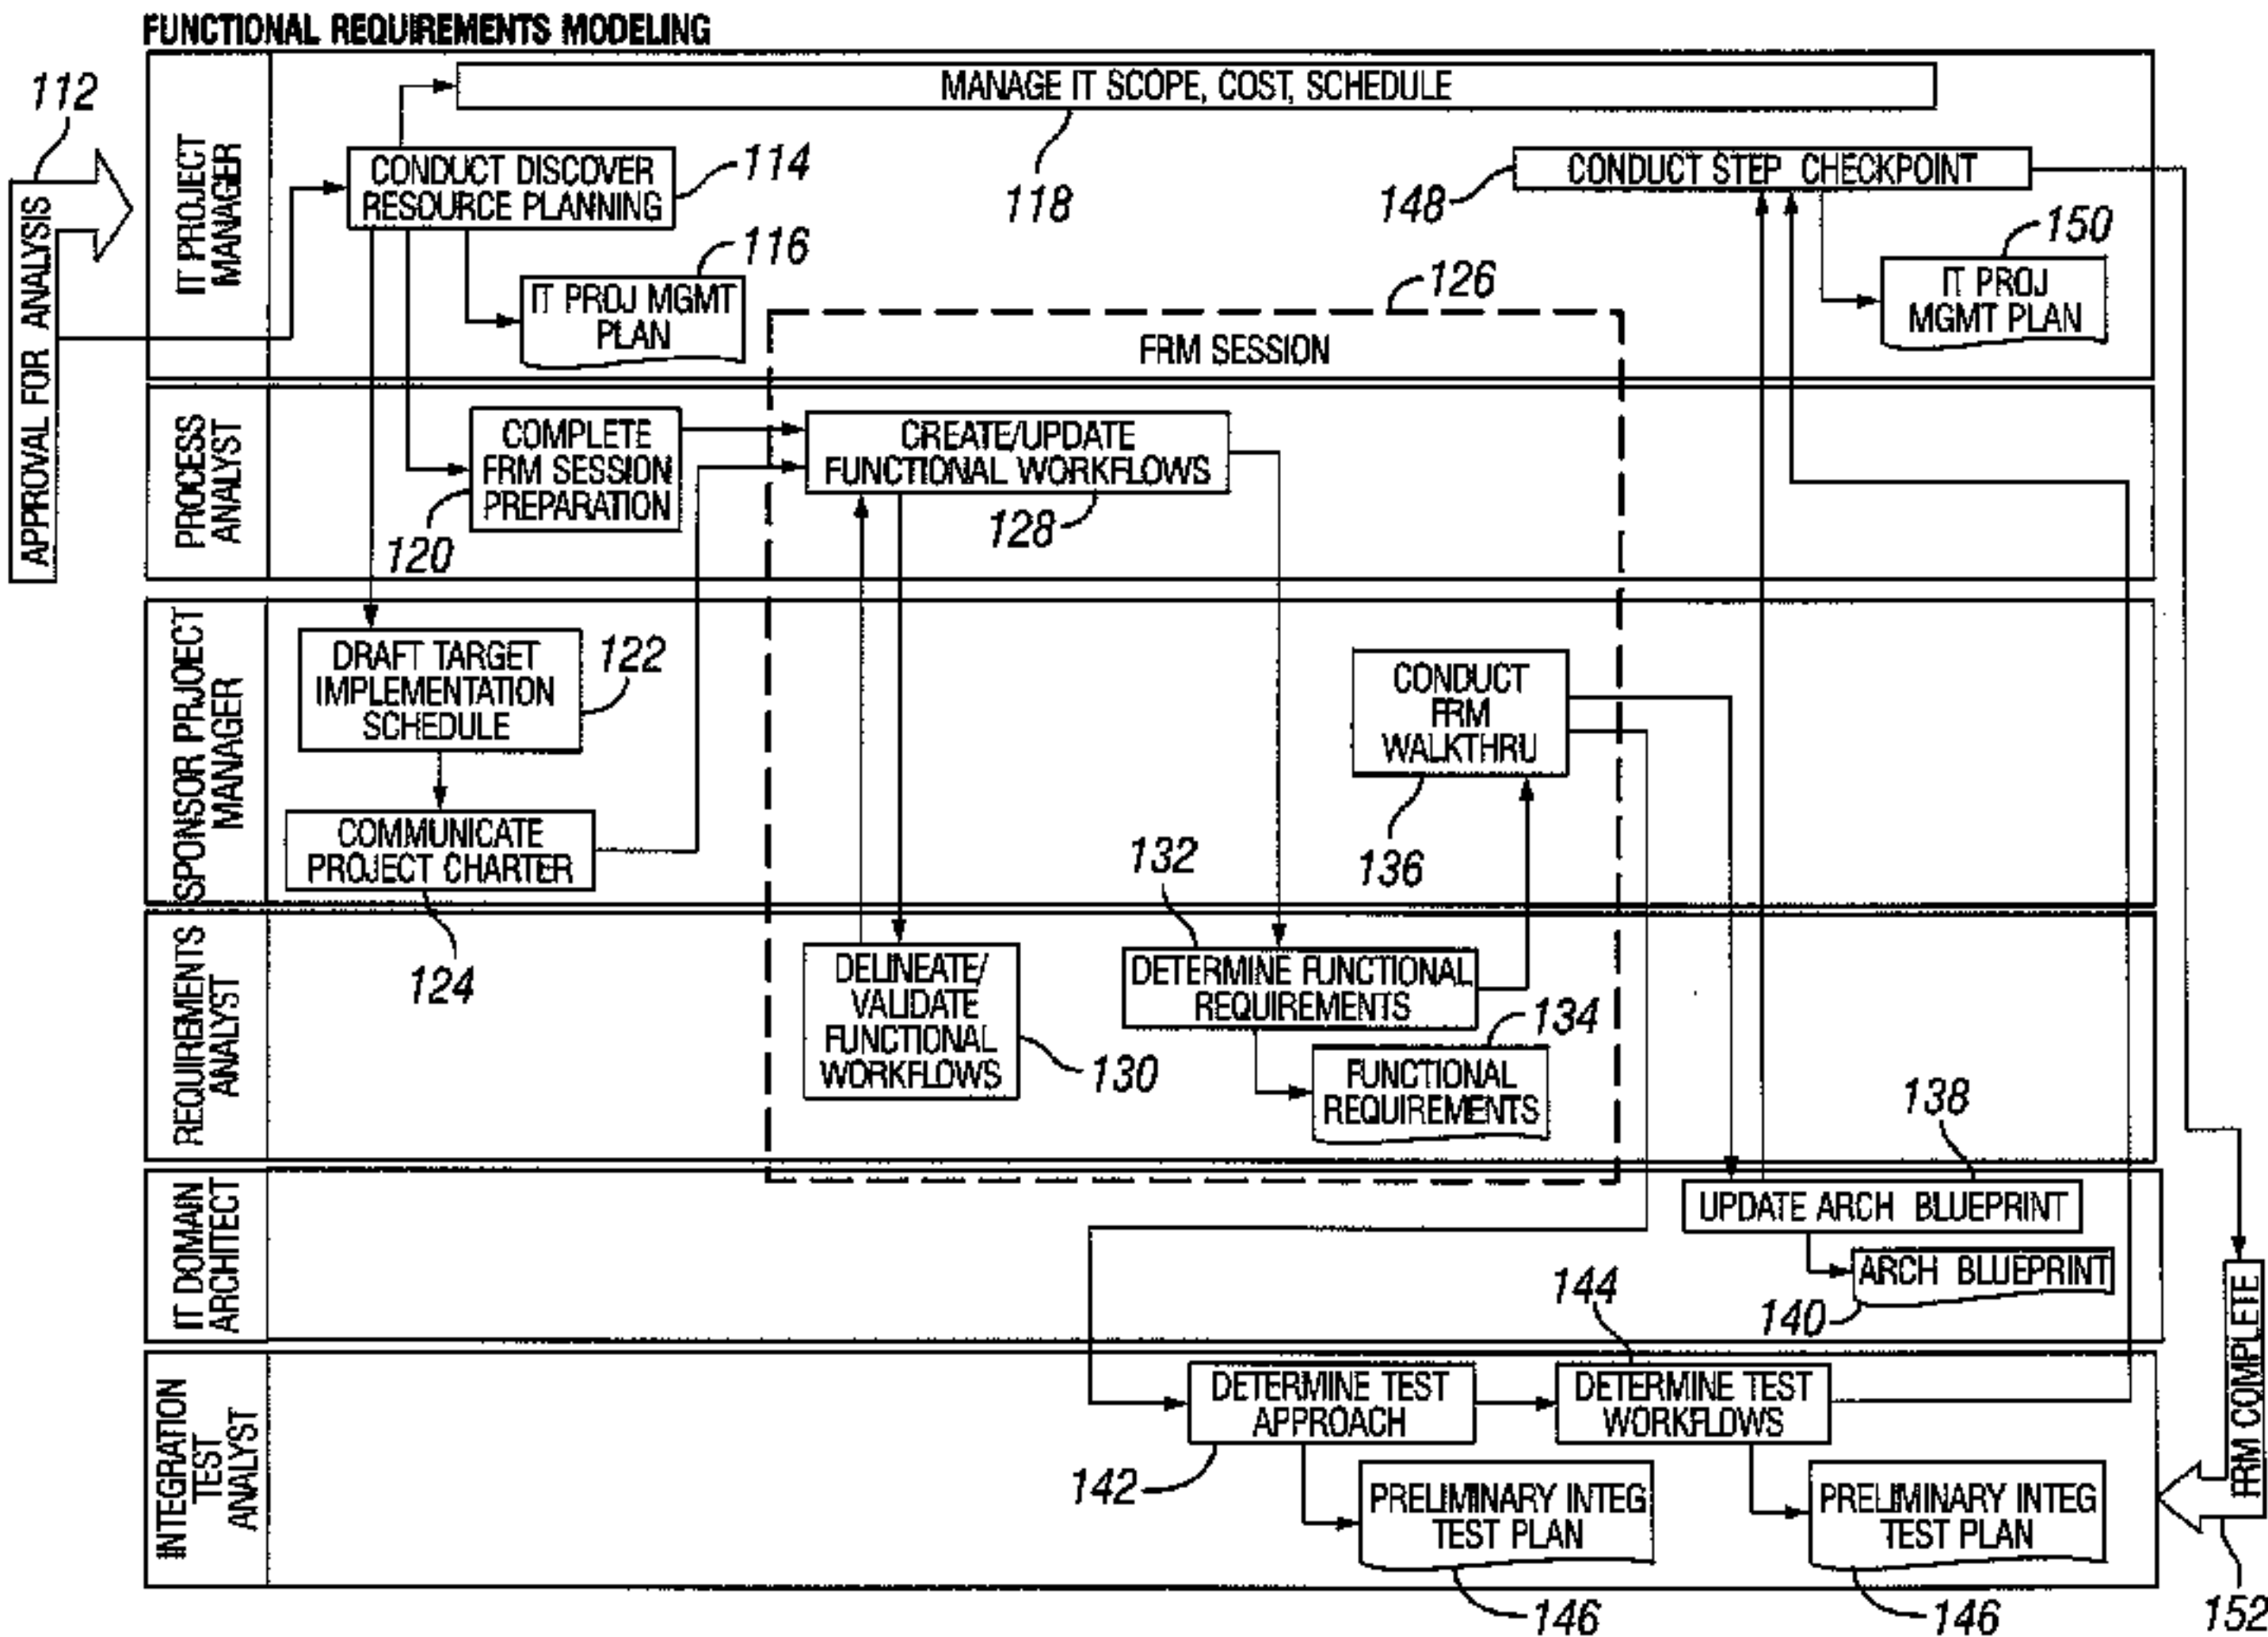 FUNCTIONAL REQUIREMENTS MODELING
112
APPROVAL FOR ANALYSIS
IT PROJECT
MANAGER
MANAGE IT SCOPE, COST, SCHEDULE
118
CONDUCT DISCOVER
RESOURCE PLANNING
114
IT PROJ MGMT
PLAN
116
CONDUCT STEP CHECKPOINT
148
IT PROJ
MGMT PLAN
150
FRM SESSION
126
PROCESS
ANALYST
COMPLETE
FRM SESSION
PREPARATION
120
CREATE/UPDATE
FUNCTIONAL WORKFLOWS
128
SPONSOR PRJOECT
MANAGER
DRAFT TARGET
IMPLEMENTATION
SCHEDULE
122
COMMUNICATE
PROJECT CHARTER
124
CONDUCT
FRM
WALKTHRU
136
REQUIREMENTS
ANALYST
DELINEATE/
VALIDATE
FUNCTIONAL
WORKFLOWS
130
132
DETERMINE FUNCTIONAL
REQUIREMENTS
134
FUNCTIONAL
REQUIREMENTS
IT DOMAIN
ARCHITECT
138
UPDATE ARCH BLUEPRINT
ARCH BLUEPRINT
140
INTEGRATION
TEST
ANALYST
DETERMINE TEST
APPROACH
142
144
DETERMINE TEST
WORKFLOWS
PRELIMINARY INTEG
TEST PLAN
146
PRELIMINARY INTEG
TEST PLAN
146
FRM COMPLETE
152